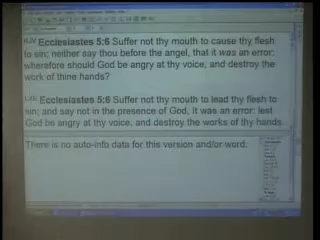 KJV Ecclesiastes 5:6 Suffer not thy mouth to cause thy flesh
to sin; neither say thou before the angel, that it was an error:
wherefore should God be angry at thy voice, and destroy the
work of thine hands?
Ecclesiastes 5:6 Suffer not thy mouth to lead thy flesh to
sin; and say not in the presence of God, It was an error: lest
God be angry at thy voice, and destroy the works of thy hands.
There is no auto-info data for this version and/or word.